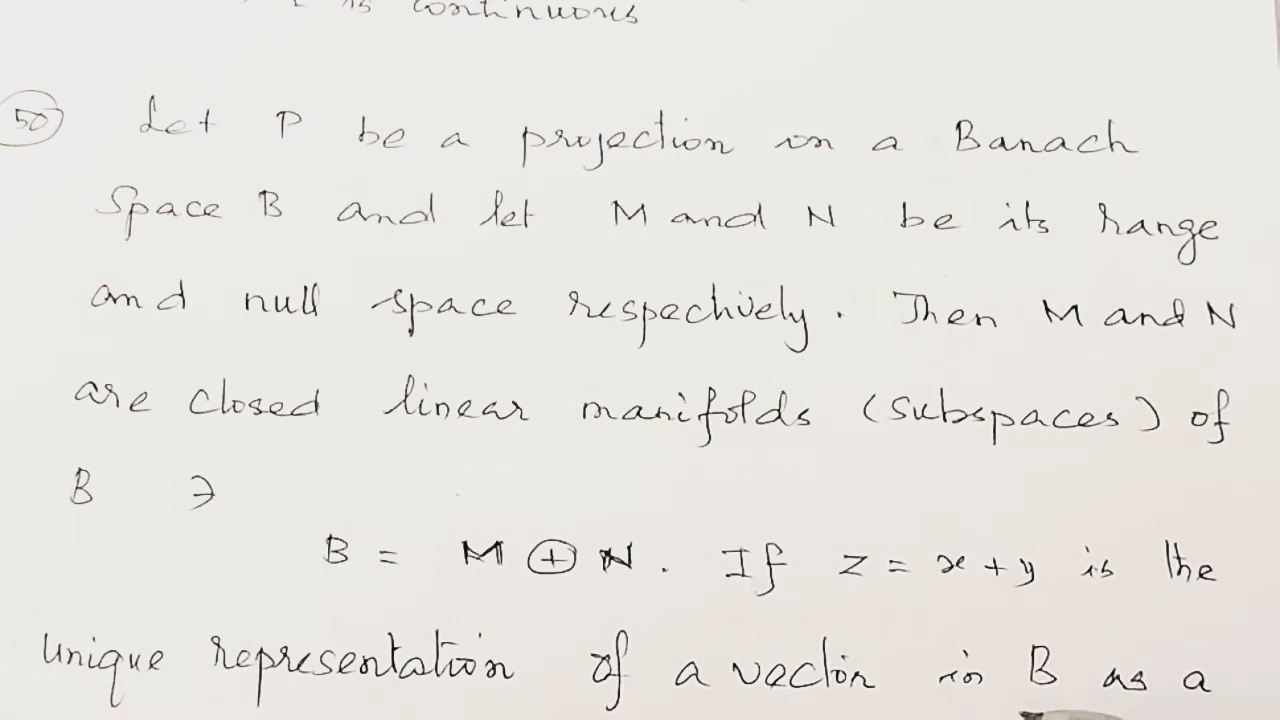 is continuous
50 Let P be a projection on a Banach
Space B and let M and N be its range
and null space respectively. Then M and N
are closed linear manifolds (subspaces) of
B ∋
B = M ⊕ N. If z = x + y is the
unique representation of a vector in B as a